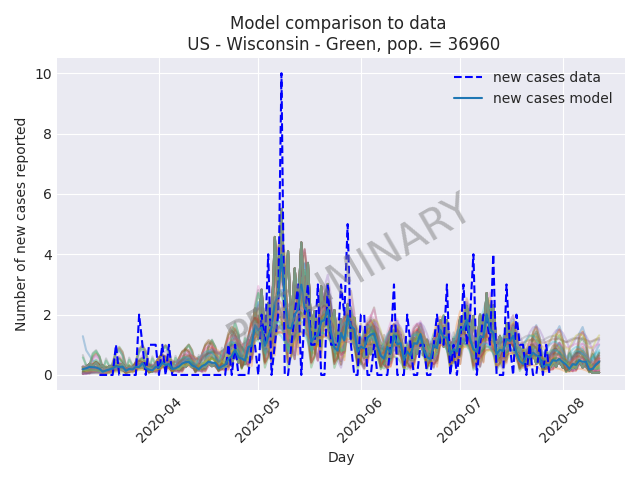 Model comparison to data
US - Wisconsin - Green, pop. = 36960
new cases data
new cases model
Number of new cases reported
10
8
6
4
2
0
PRELIMINARY
2020-04
2020-05
2020-06
2020-07
2020-08
Day